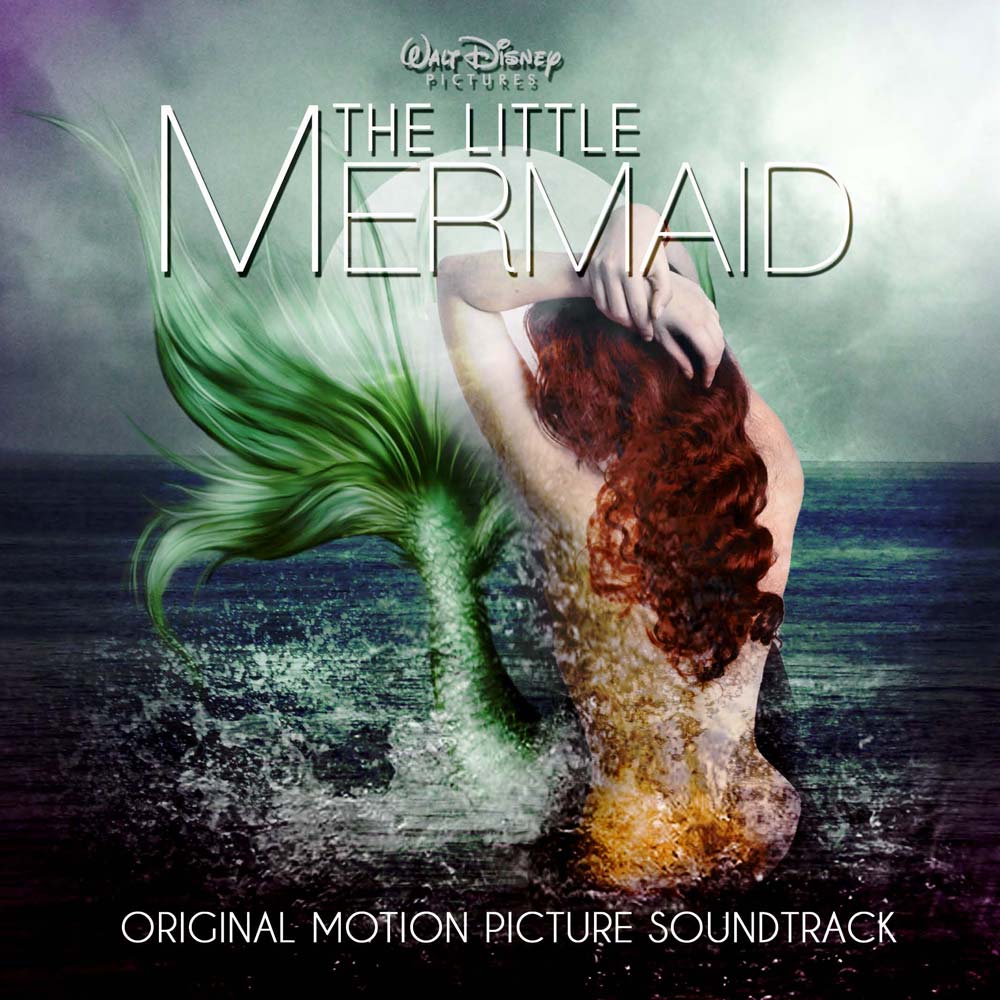 WALT DISNEY
PICTURES
THE LITTLE
MERMAID
ORIGINAL MOTION PICTURE SOUNDTRACK